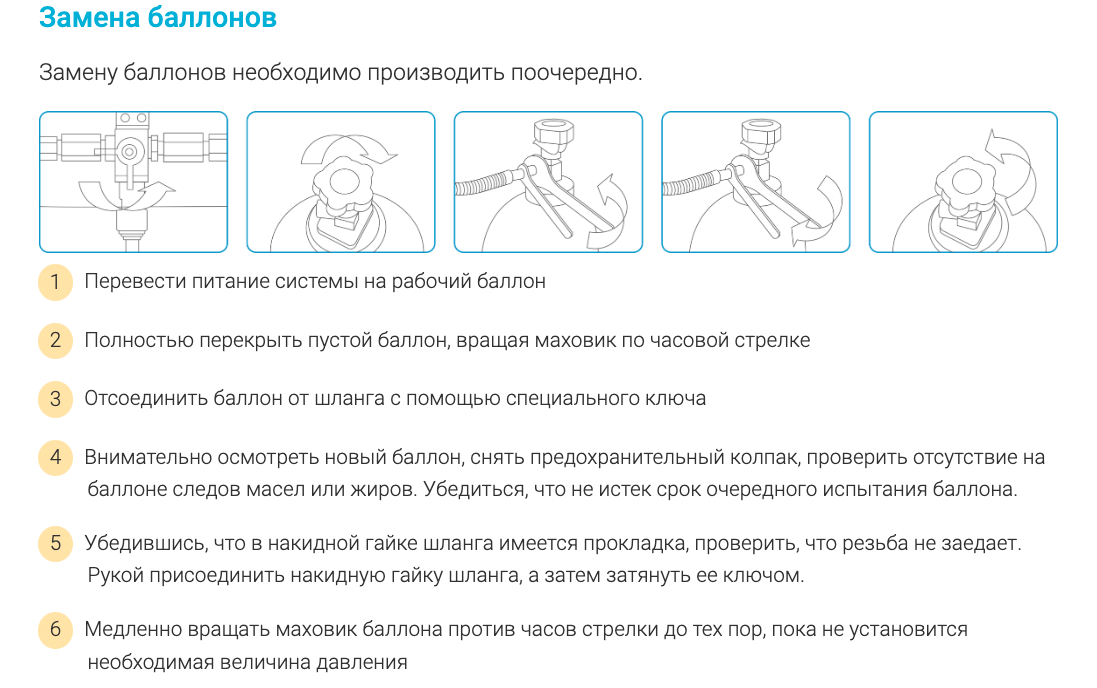 Замена баллонов
Замену баллонов необходимо производить поочередно.
1 Перевести питание системы на рабочий баллон
2 Полностью перекрыть пустой баллон, вращая маховик по часовой стрелке
3 Отсоединить баллон от шланга с помощью специального ключа
4 Внимательно осмотреть новый баллон, снять предохранительный колпак, проверить отсутствие на
баллоне следов масел или жиров. Убедиться, что не истек срок очередного испытания баллона.
5 Убедившись, что в накидной гайке шланга имеется прокладка, проверить, что резьба не заедает.
Рукой присоединить накидную гайку шланга, а затем затянуть ее ключом.
6 Медленно вращать маховик баллона против часов стрелки до тех пор, пока не установится
необходимая величина давления